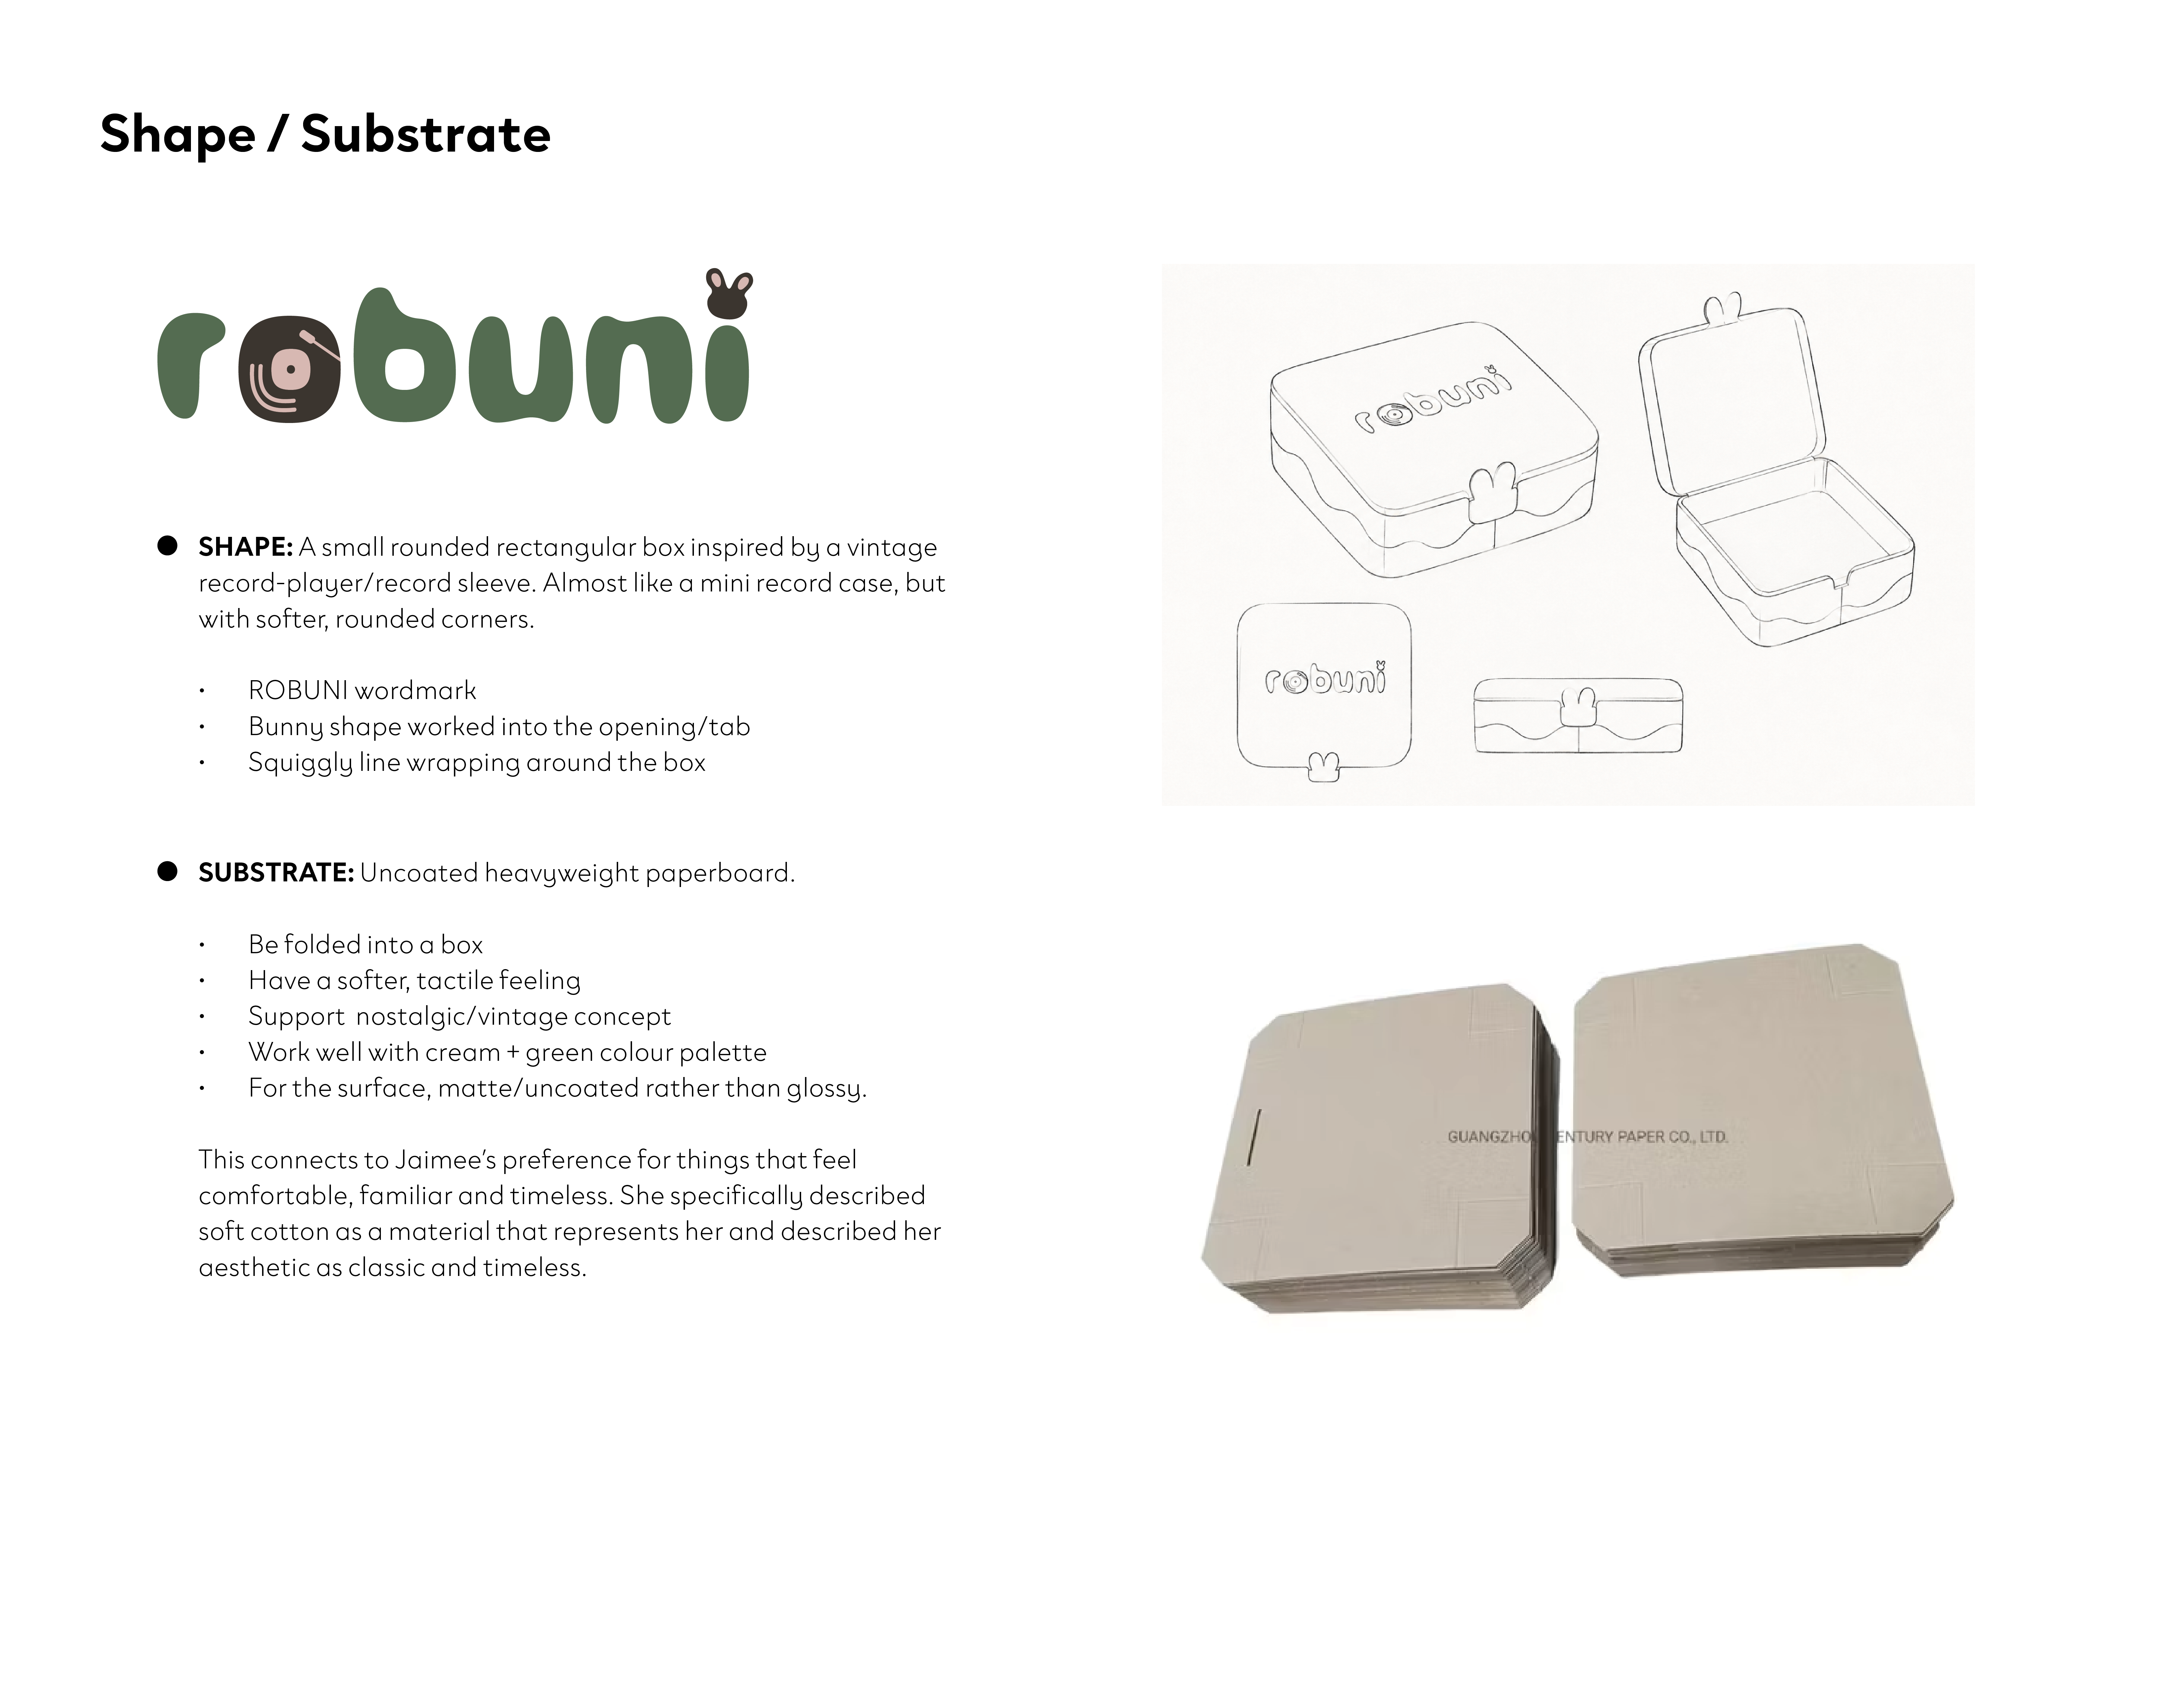 Shape / Substrate
robuni
● SHAPE: A small rounded rectangular box inspired by a vintage
record-player/record sleeve. Almost like a mini record case, but
with softer, rounded corners.
• ROBUNI wordmark
• Bunny shape worked into the opening/tab
• Squiggly line wrapping around the box
● SUBSTRATE: Uncoated heavyweight paperboard.
• Be folded into a box
• Have a softer, tactile feeling
• Support  nostalgic/vintage concept
• Work well with cream + green colour palette
• For the surface, matte/uncoated rather than glossy.
This connects to Jaimee's preference for things that feel
comfortable, familiar and timeless. She specifically described
soft cotton as a material that represents her and described her
aesthetic as classic and timeless.
robuni
robuni
GUANGZHO ENTURY PAPER CO., LTD.